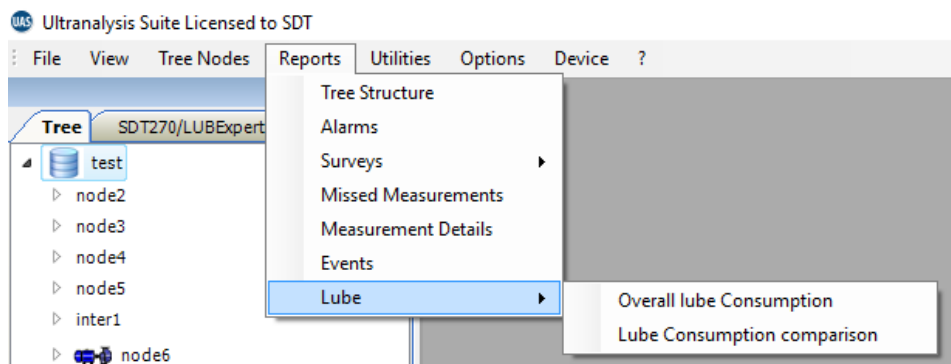 UAS Ultranalysis Suite Licensed to SDT
File View Tree Nodes Reports Utilities Options Device ?
Tree Structure
Tree SDT270/LUBExpert Alarms
test Surveys
node2 Missed Measurements
node3 Measurement Details
node4 Events
node5 Lube Overall lube Consumption
inter1 Lube Consumption comparison
node6